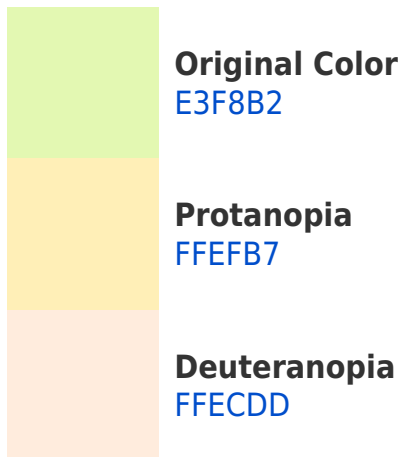 Original Color
E3F8B2
Protanopia
FFEFB7
Deuteranopia
FFECDD